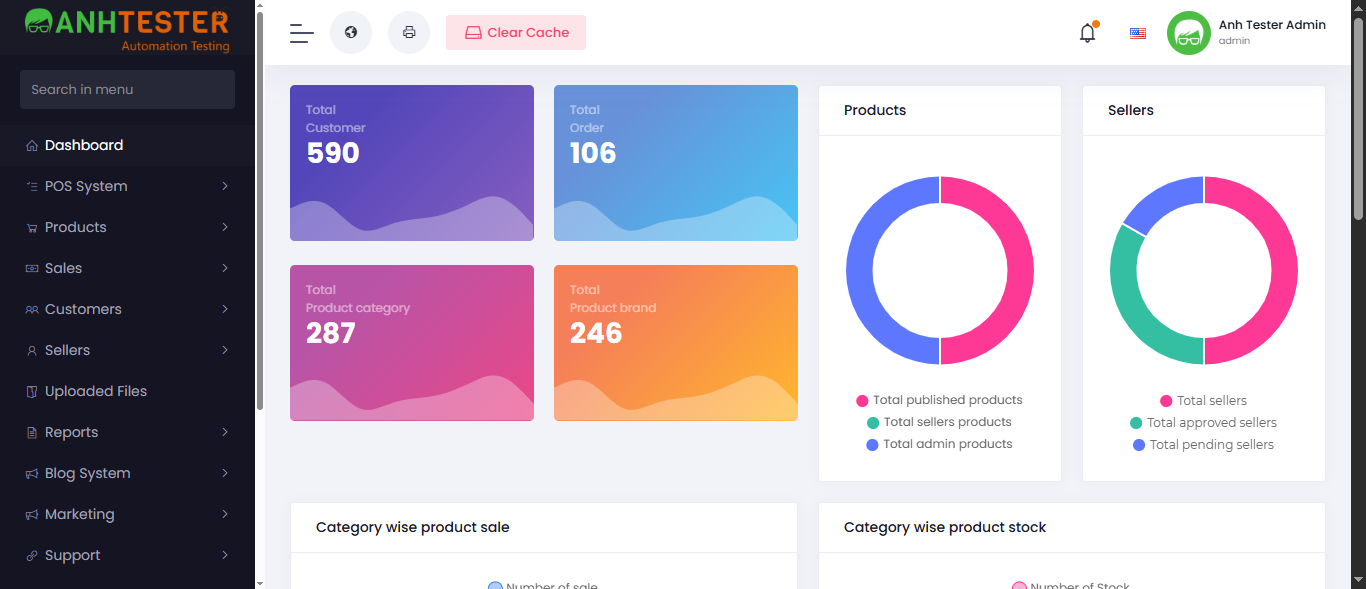 ANHTESTER
Automation Testing
Search in menu
Dashboard
POS System
Products
Sales
Customers
Sellers
Uploaded Files
Reports
Blog System
Marketing
Support
Clear Cache
Anh Tester Admin
admin
Total
Customer
590
Total
Order
106
Total
Product category
287
Total
Product brand
246
Products
Total published products
Total sellers products
Total admin products
Sellers
Total sellers
Total approved sellers
Total pending sellers
Category wise product sale
Number of sale
Category wise product stock
Number of Stock